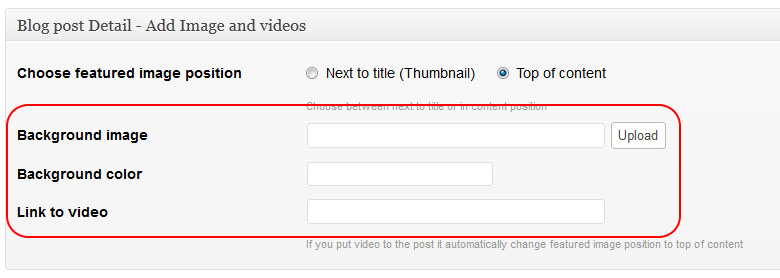 Blog post Detail - Add Image and videos
Choose featured image position Next to title (Thumbnail) Top of content
Choose between next to title or in content position
Background image Upload
Background color
Link to video
If you put video to the post it automatically change featured image position to top of content